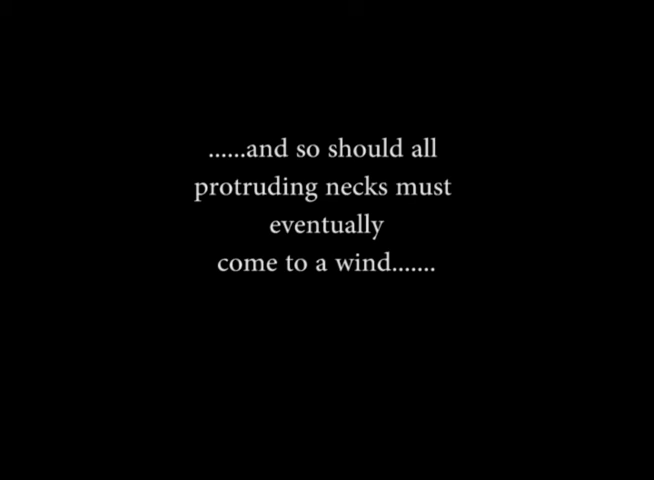 ......and so should all
protruding necks must
eventually
come to a wind.......